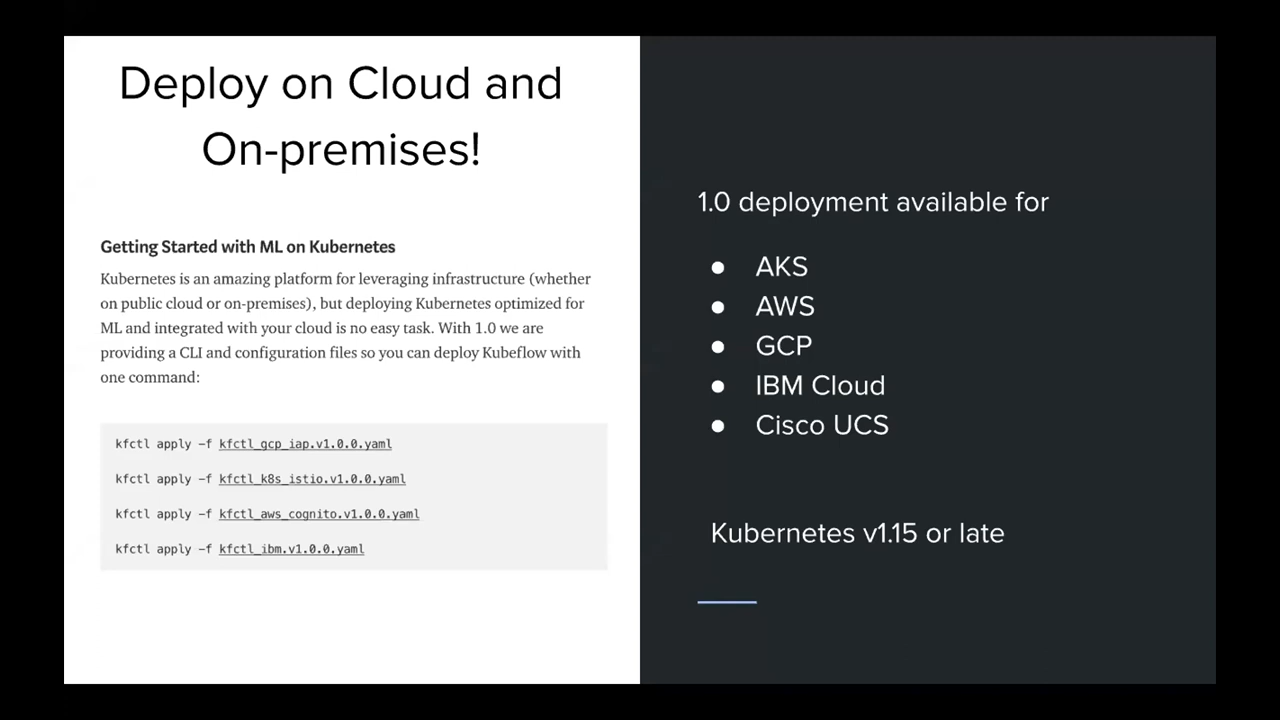 Deploy on Cloud and
On-premises!
Getting Started with ML on Kubernetes
Kubernetes is an amazing platform for leveraging infrastructure (whether
on public cloud or on-premises), but deploying Kubernetes optimized for
ML and integrated with your cloud is no easy task. With 1.0 we are
providing a CLI and configuration files so you can deploy Kubeflow with
one command:
kfctl apply -f kfctl_gcp_iap.v1.0.0.yaml
kfctl apply -f kfctl_k8s_istio.v1.0.0.yaml
kfctl apply -f kfctl_aws_cognito.v1.0.0.yaml
kfctl apply -f kfctl_ibm.v1.0.0.yaml
1.0 deployment available for
● AKS
● AWS
● GCP
● IBM Cloud
● Cisco UCS
Kubernetes v1.15 or late